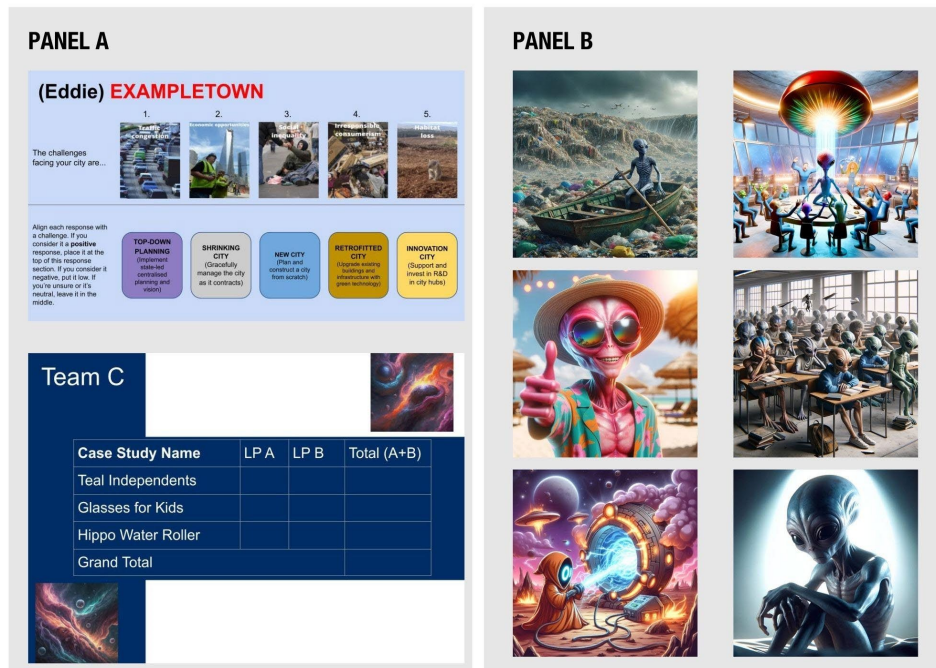 PANEL A
(Eddie) EXAMPLETOWN
1. 2. 3. 4. 5.
Traffic
congestion
Economic opportunities
Social
inequality
Irresponsible
consumerism
Habitat
loss
The challenges
facing your city are...
Align each response with
a challenge. If you
consider it a positive
response, place it at the
top of this response
section. If you consider it
negative, put it low. If
you're unsure or it's
neutral, leave it in the
middle.
TOP-DOWN
PLANNING
(Implement
state-led
centralised
planning and
vision)
SHRINKING
CITY
(Gracefully
manage the city
as it contracts)
NEW CITY
(Plan and
construct a city
from scratch)
RETROFITTED
CITY
(Upgrade existing
buildings and
infrastructure with
green technology)
INNOVATION
CITY
(Support and
invest in R&D
in city hubs)
Team C
Case Study Name LP A LP B Total (A+B)
Teal Independents
Glasses for Kids
Hippo Water Roller
Grand Total
PANEL B